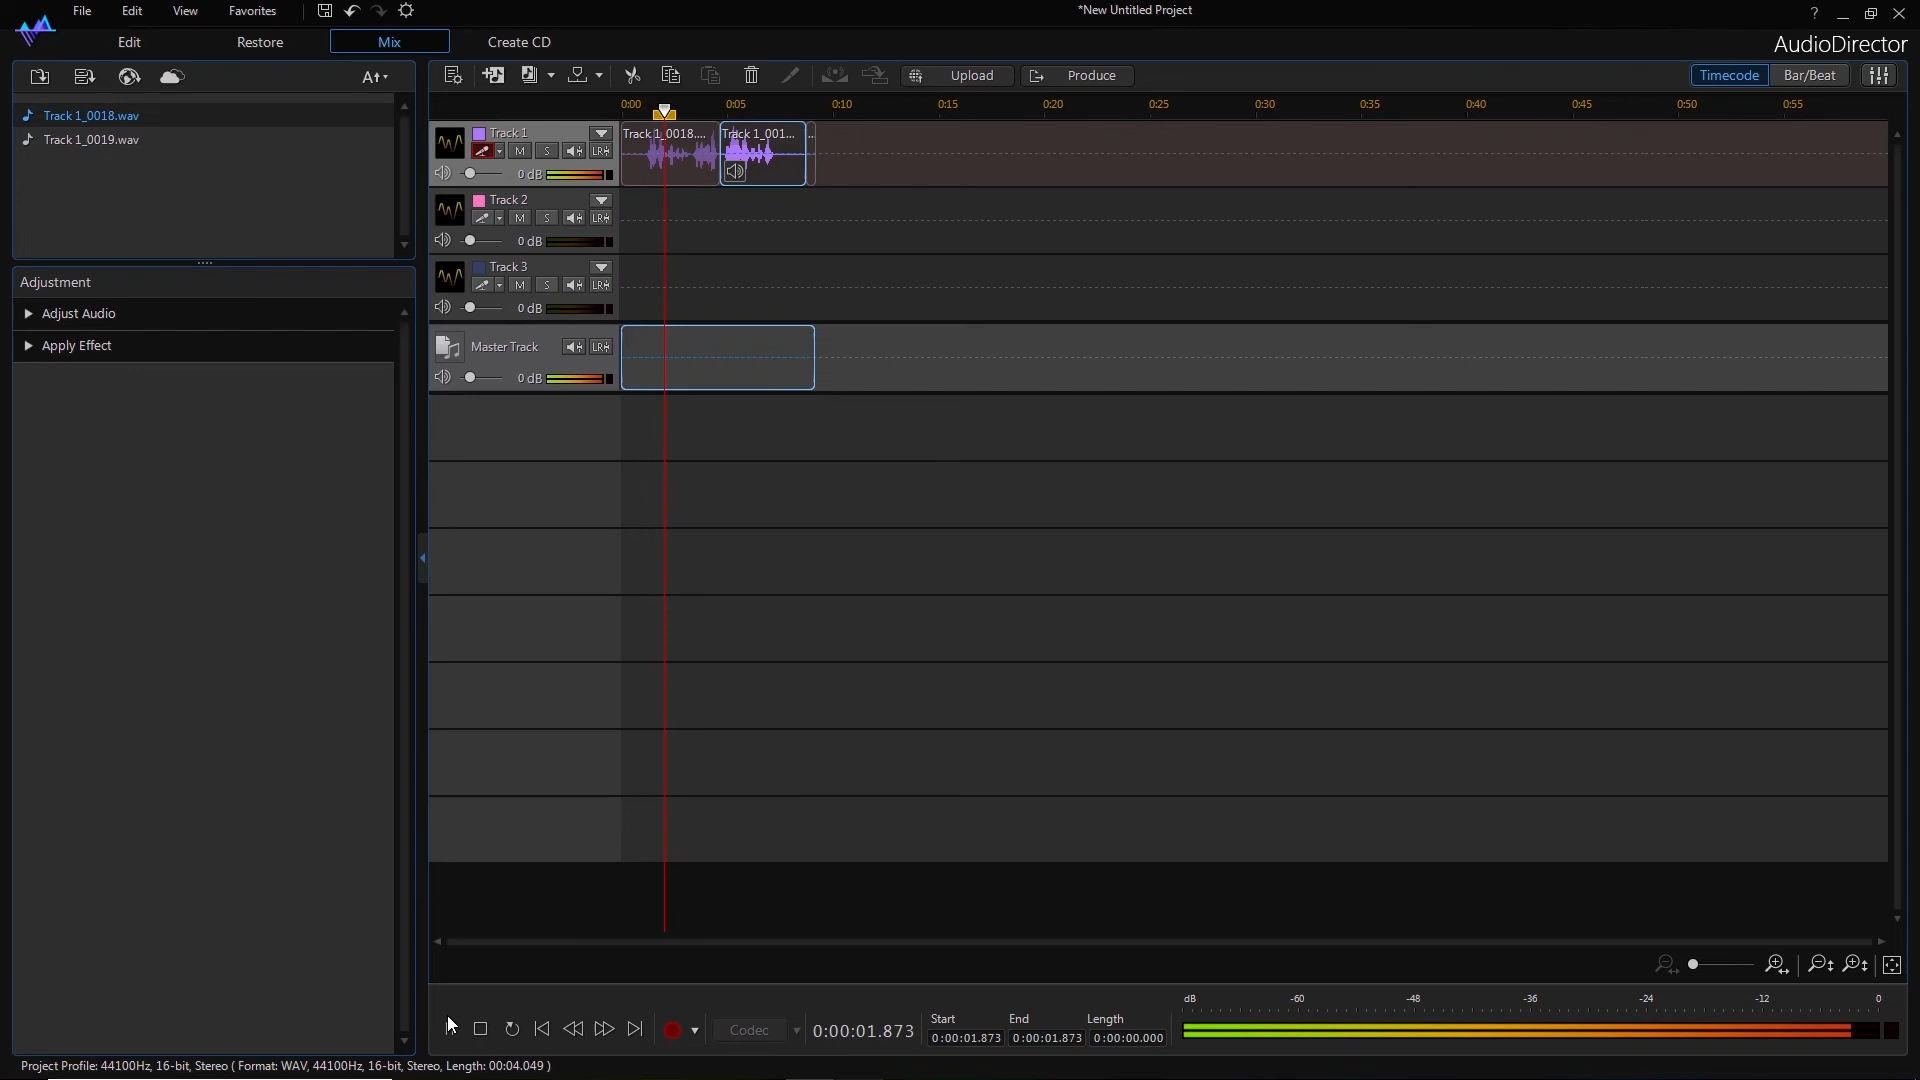 File Edit View Favorites
*New Untitled Project
?
Edit Restore Mix Create CD
AudioDirector
A
Upload Produce
Timecode Bar/Beat
Track 1_0018.wav
Track 1_0019.wav
0:00 0:05 0:10 0:15 0:20 0:25 0:30 0:35 0:40 0:45 0:50 0:55
Track 1
Track 1_0018.... Track 1_001... ..
M S LR
0 dB
Track 2
M S LR
0 dB
Track 3
M S LR
0 dB
Master Track LR
0 dB
Adjustment
Adjust Audio
Apply Effect
dB -60 -48 -36 -24 -12 0
Codec
0:00:01.873
Start End Length
0:00:01.873 0:00:01.873 0:00:00.000
Project Profile: 44100Hz, 16-bit, Stereo ( Format: WAV, 44100Hz, 16-bit, Stereo, Length: 00:04.049 )